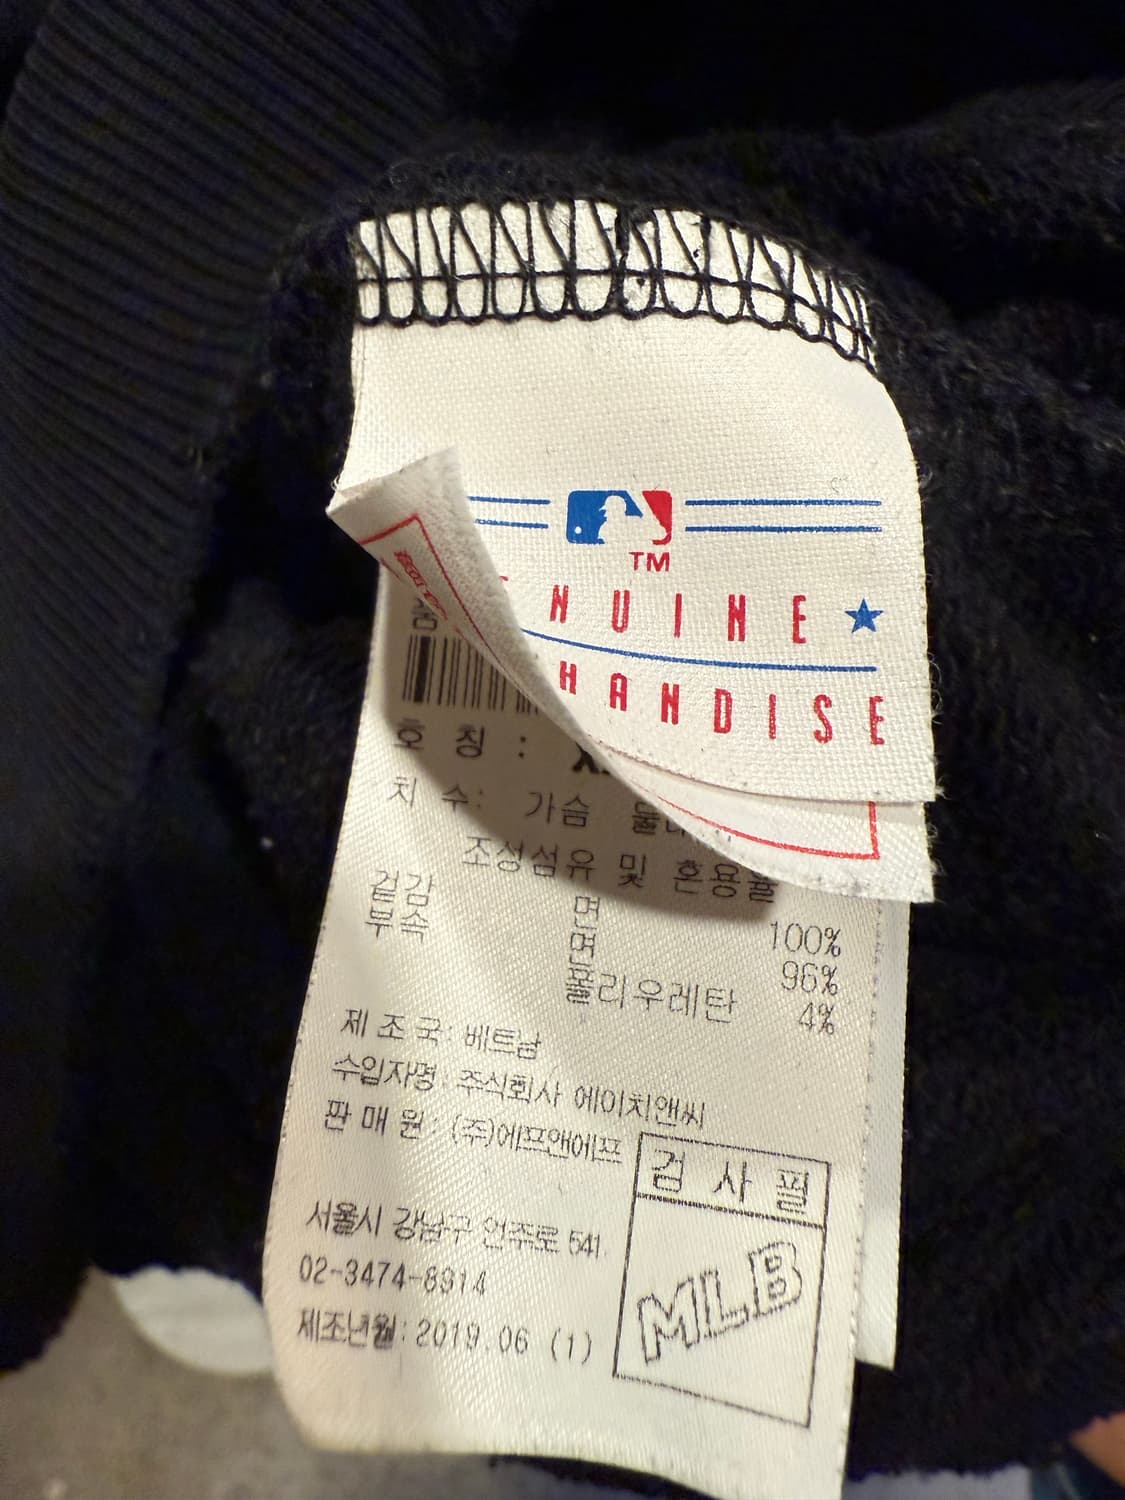 TM
NUINE
HANDISE
호 칭 :
치 수: 가슴
조성섬유 및 혼용율
겉감 면 100%
부속 면 96%
폴리우레탄 4%
제 조 국: 베트남
수입자명: 주식회사 에이치앤씨
판 매 원: (주)에프앤에프
검 사 필
MLB
서울시 강남구 언주로 541
02-3474-8814
제조년월: 2019.06 (1)